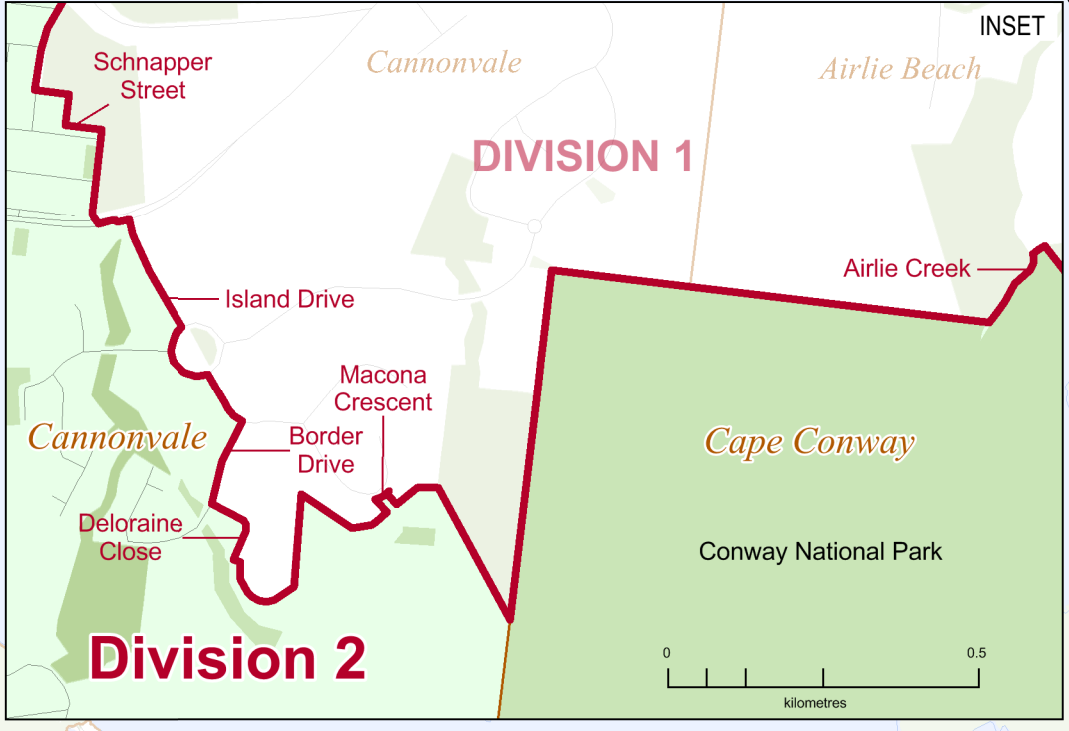 INSET
Schnapper
Street
Cannonvale
Airlie Beach
DIVISION 1
Airlie Creek
Island Drive
Macona
Crescent
Cannonvale
Border
Drive
Cape Conway
Deloraine
Close
Conway National Park
Division 2
0
0.5
kilometres